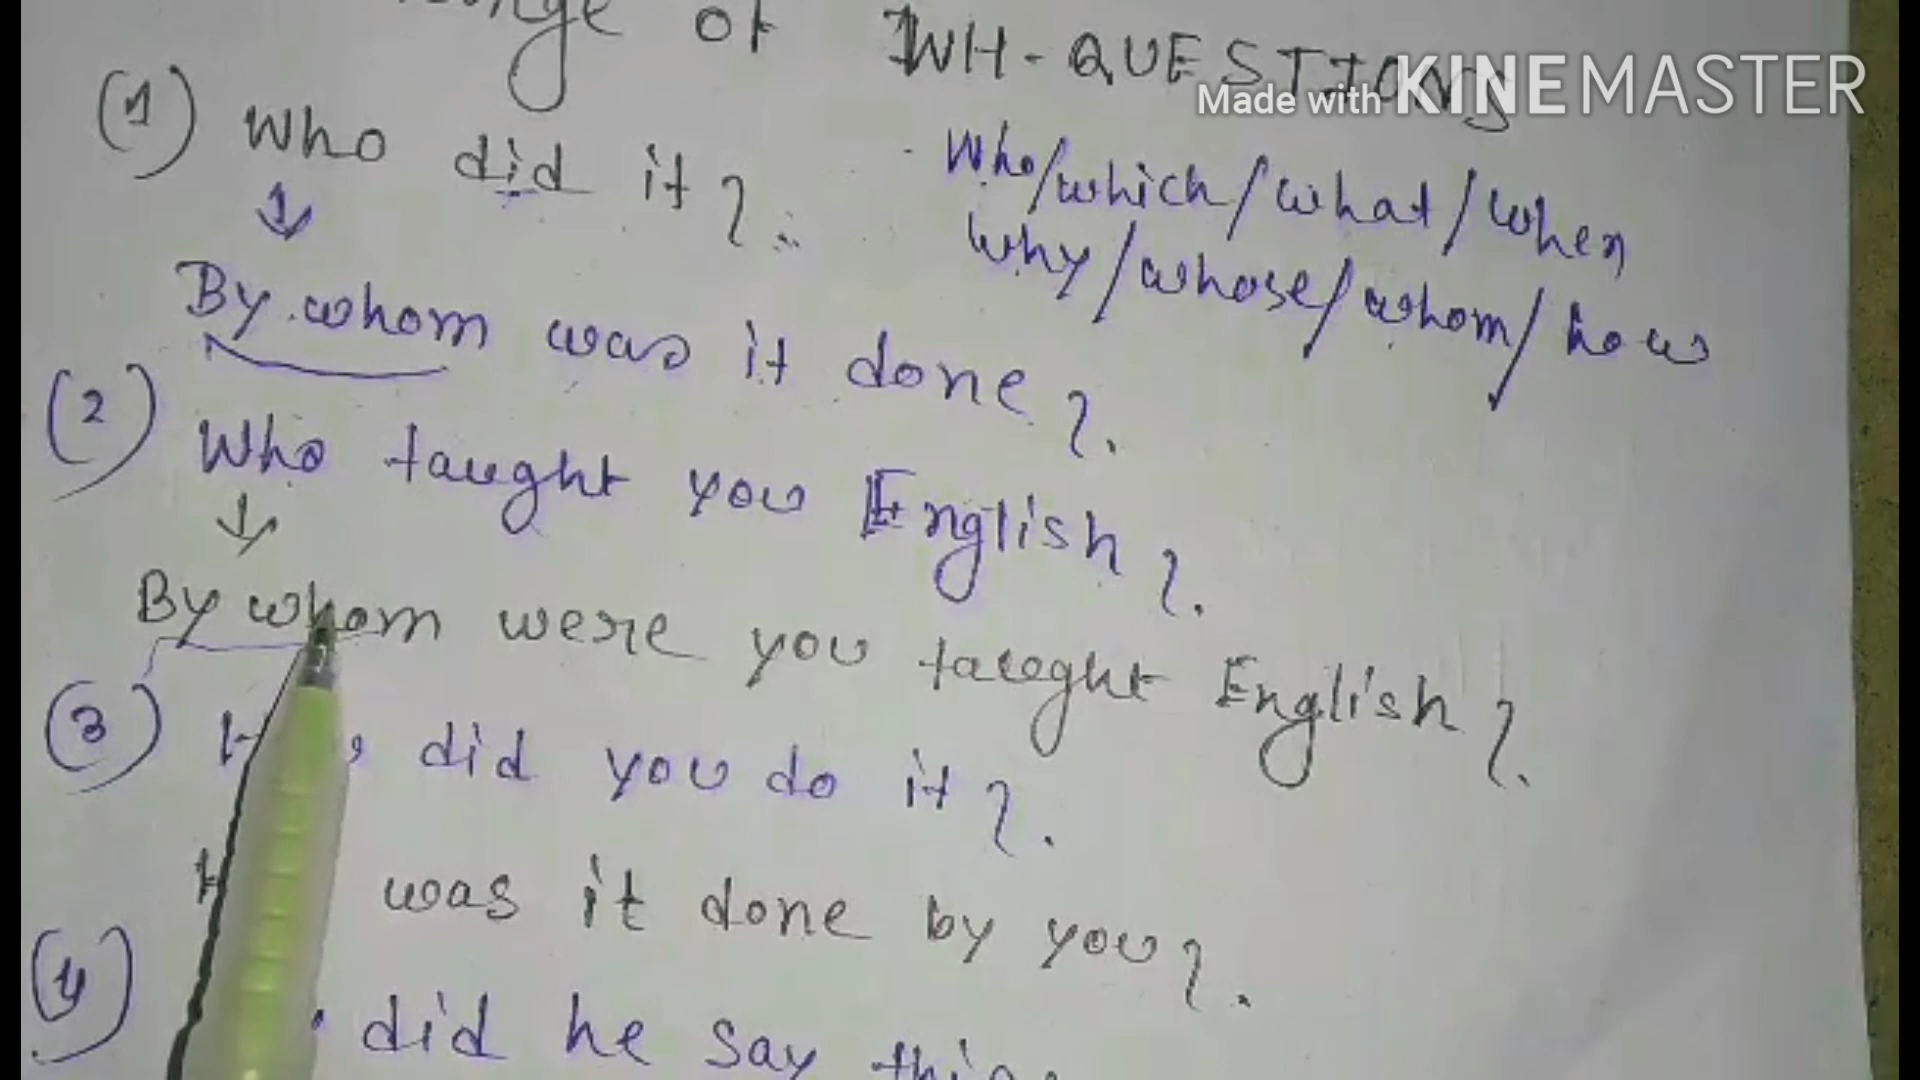 of WH-QUESTIONS
Made with KINEMASTER
(1) Who did it?
Who/which/what/when
why/whose/whom/how
By whom was it done?
(2) Who taught you English?
By whom were you taught English?
(3) did you do it?
was it done by you?
(4) did he say this